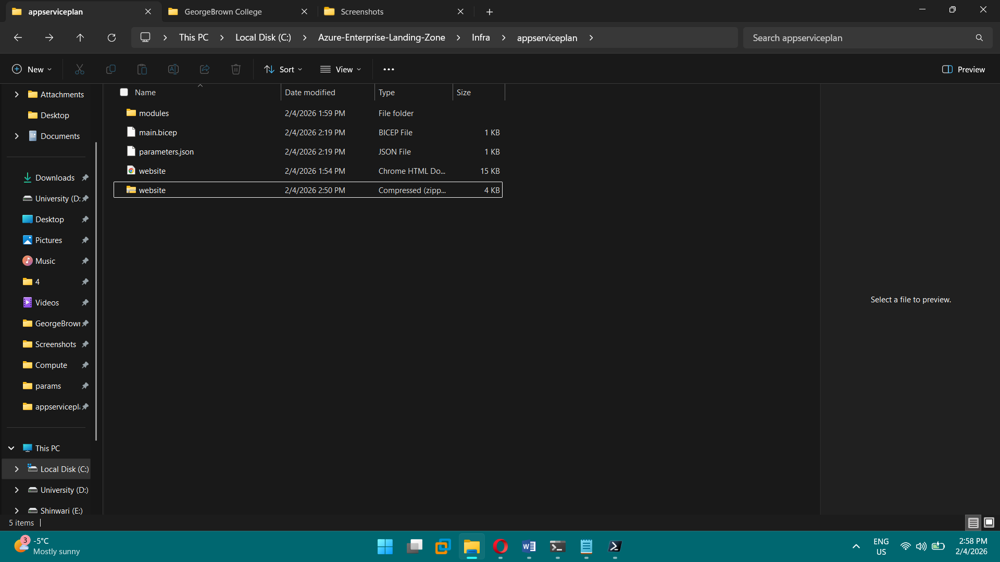 appserviceplan
GeorgeBrown College
Screenshots
This PC
Local Disk (C:)
Azure-Enterprise-Landing-Zone
Infra
appserviceplan
Search appserviceplan
New
Sort
View
Preview
Attachments
Desktop
Documents
Downloads
University (D:
Desktop
Pictures
Music
4
Videos
GeorgeBrown
Screenshots
Compute
params
appservicepl
This PC
Local Disk (C:)
University (D:)
Shinwari (E:)
Name Date modified Type Size
modules 2/4/2026 1:59 PM File folder
main.bicep 2/4/2026 2:19 PM BICEP File 1 KB
parameters.json 2/4/2026 2:19 PM JSON File 1 KB
website 2/4/2026 1:54 PM Chrome HTML Do... 15 KB
website 2/4/2026 2:50 PM Compressed (zipp... 4 KB
Select a file to preview.
5 items
3
-5°C
Mostly sunny
ENG
US
2:58 PM
2/4/2026